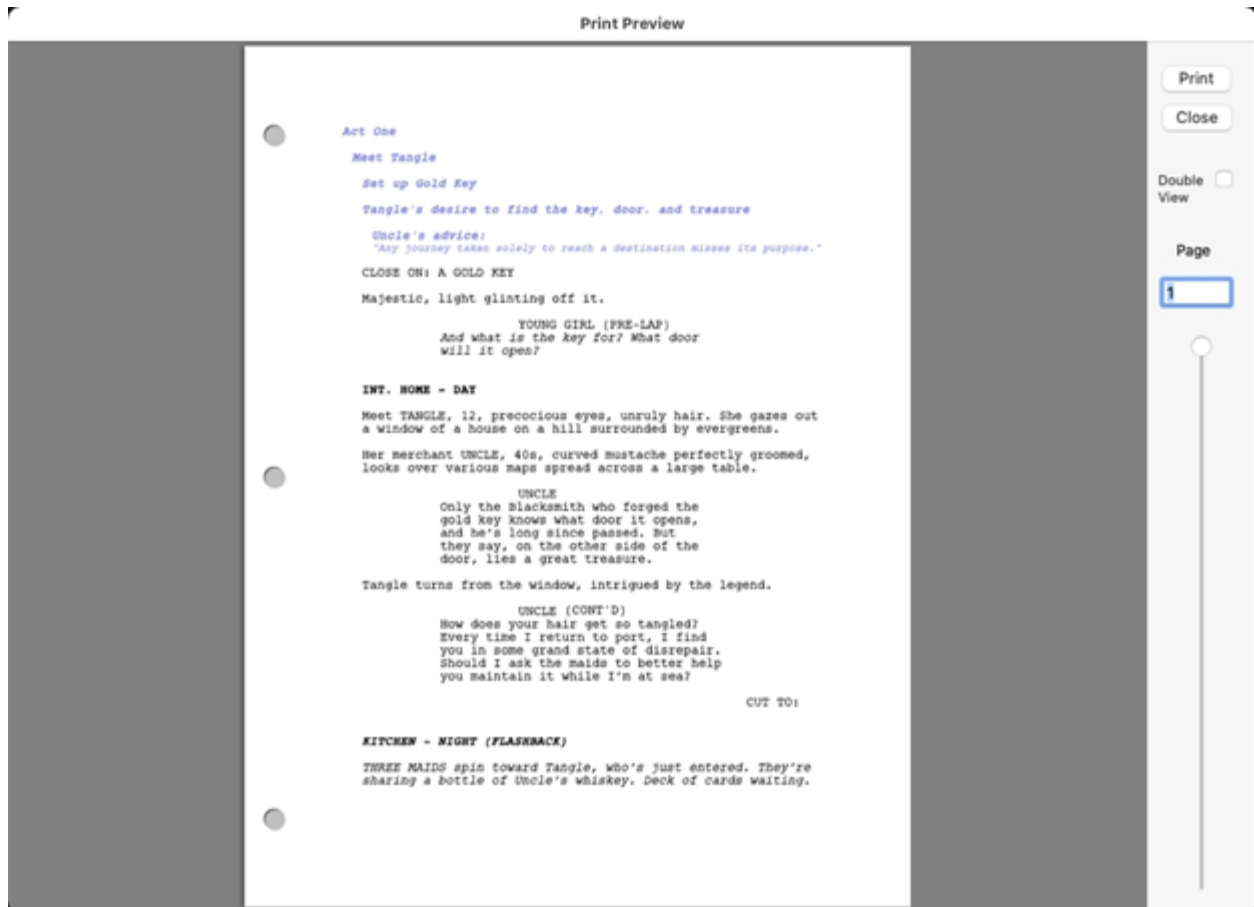 Print Preview
Act One
Meet Tangle
Set up Gold Key
Tangle's desire to find the key, door, and treasure
Uncle's advice:
"Any journey taken solely to reach a destination misses its purpose."
CLOSE ON: A GOLD KEY
Majestic, light glinting off it.
YOUNG GIRL (PRE-LAP)
And what is the key for? What door
will it open?
INT. HOME - DAY
Meet TANGLE, 12, precocious eyes, unruly hair. She gazes out
a window of a house on a hill surrounded by evergreens.
Her merchant UNCLE, 40s, curved mustache perfectly groomed,
looks over various maps spread across a large table.
UNCLE
Only the Blacksmith who forged the
gold key knows what door it opens,
and he's long since passed. But
they say, on the other side of the
door, lies a great treasure.
Tangle turns from the window, intrigued by the legend.
UNCLE (CONT'D)
How does your hair get so tangled?
Every time I return to port, I find
you in some grand state of disrepair.
Should I ask the maids to better help
you maintain it while I'm at sea?
CUT TO:
KITCHEN - NIGHT (FLASHBACK)
THREE MAIDS spin toward Tangle, who's just entered. They're
sharing a bottle of Uncle's whiskey. Deck of cards waiting.
Print
Close
Double
View
Page
1